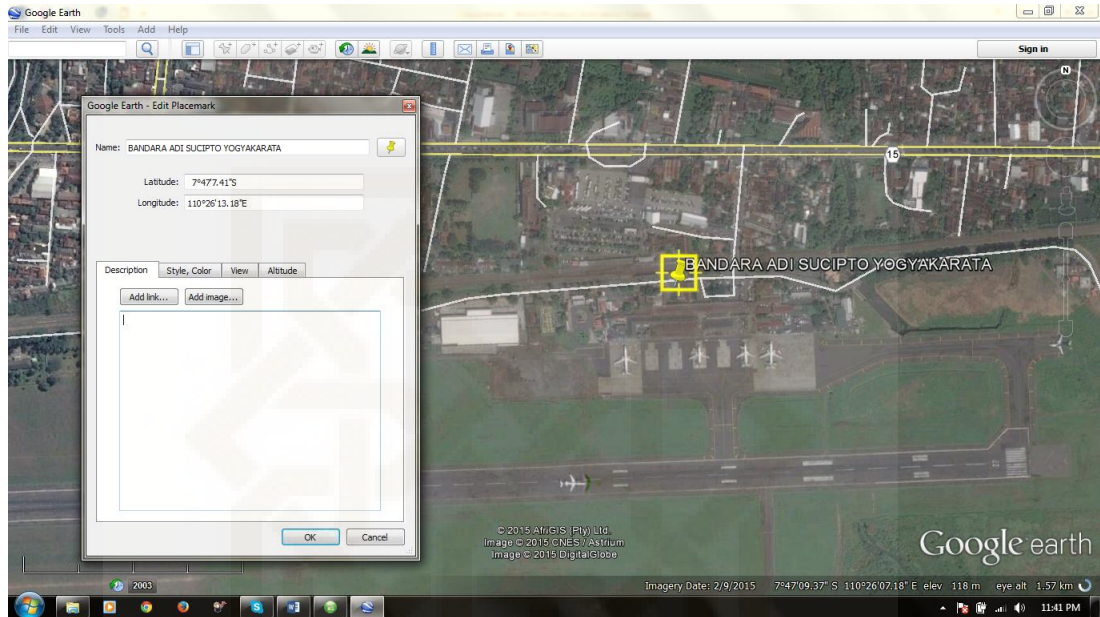 Google Earth
File Edit View Tools Add Help
Sign in
Google Earth - Edit Placemark
Name: BANDARA ADI SUCIPTO YOGYAKARATA
Latitude: 7°47'7.41"S
Longitude: 110°26'13.18"E
Description Style, Color View Altitude
Add link... Add image...
OK Cancel
N
15
BANDARA ADI SUCIPTO YOGYAKARATA
© 2015 AfriGIS (Pty) Ltd.
Image © 2015 CNES / Astrium
Image © 2015 DigitalGlobe
Google earth
2003
Imagery Date: 2/9/2015 7°47'09.37" S 110°26'07.18" E elev 118 m eye alt 1.57 km
11:41 PM